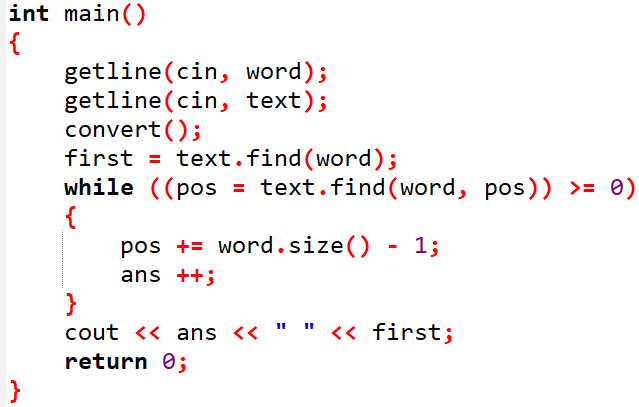 int main()
{
    getline(cin, word);
    getline(cin, text);
    convert();
    first = text.find(word);
    while ((pos = text.find(word, pos)) >= 0)
    {
        pos += word.size() - 1;
        ans ++;
    }
    cout << ans << " " << first;
    return 0;
}